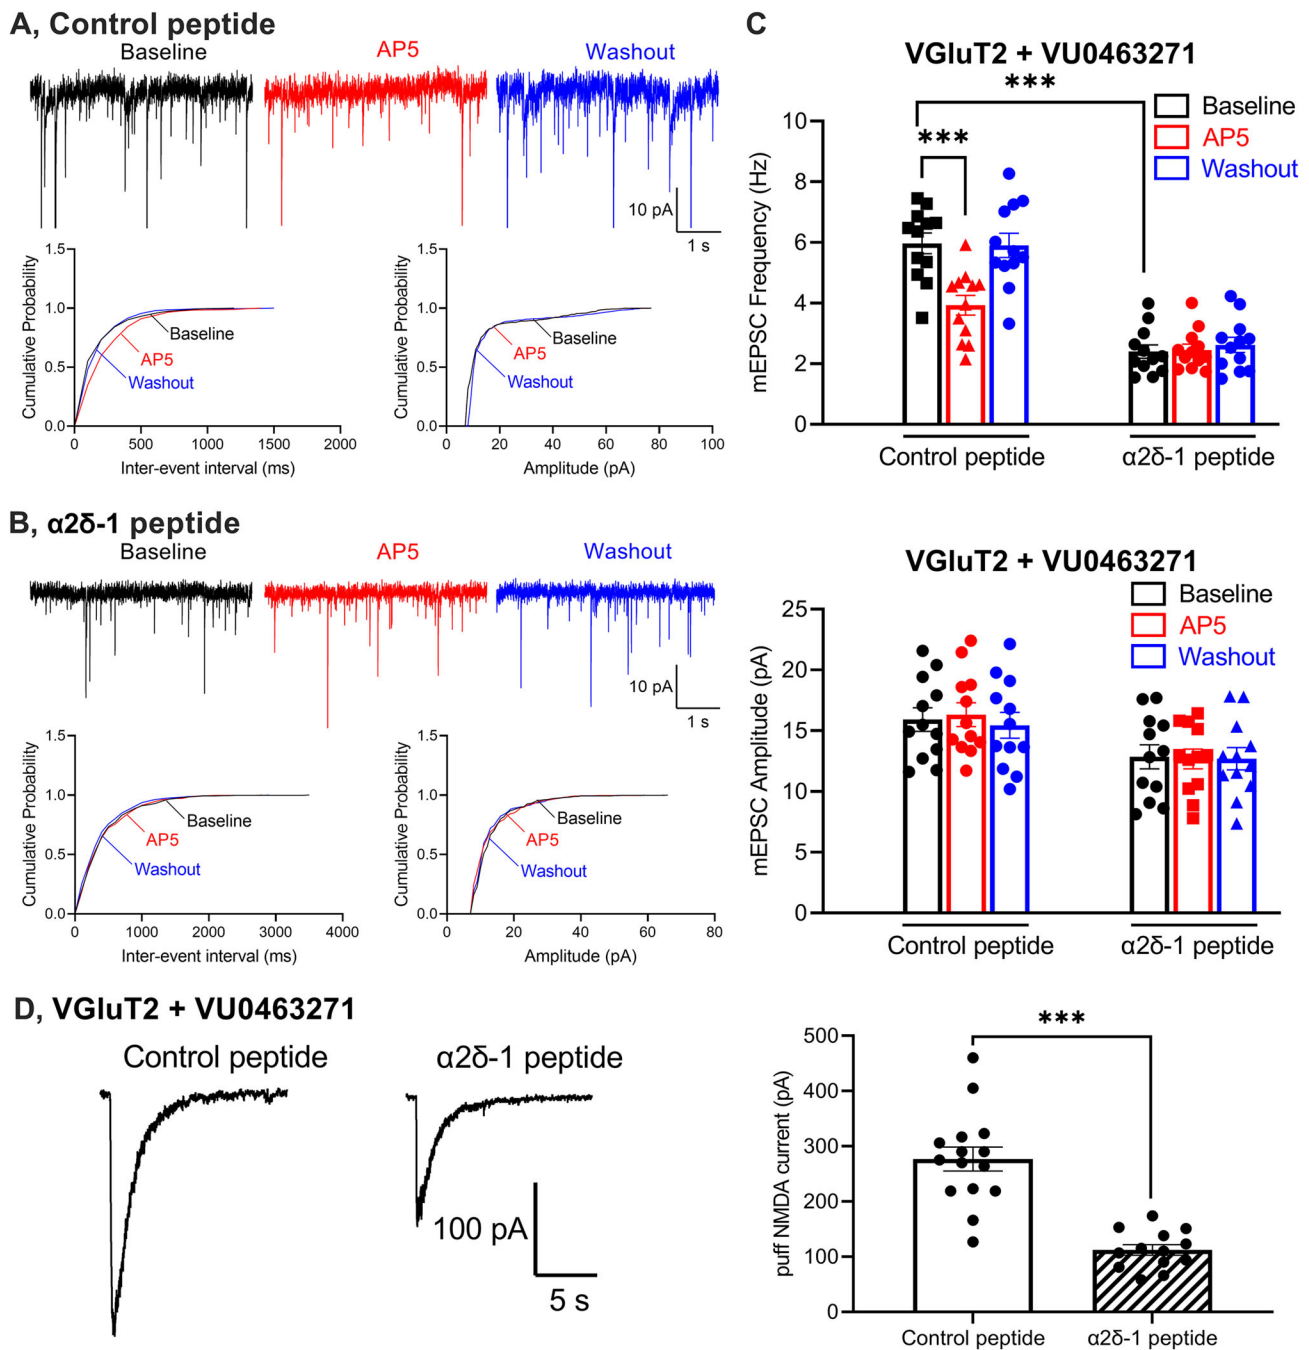 A, Control peptide
Baseline
AP5
Washout
10 pA
1 s
Cumulative Probability
1.5
1.0
0.5
0.0
Baseline
AP5
Washout
0
500
1000
1500
2000
Inter-event interval (ms)
Cumulative Probability
1.5
1.0
0.5
0.0
Baseline
AP5
Washout
0
20
40
60
80
100
Amplitude (pA)
B, α2δ-1 peptide
Baseline
AP5
Washout
10 pA
1 s
Cumulative Probability
1.5
1.0
0.5
0.0
Baseline
AP5
Washout
0
1000
2000
3000
4000
Inter-event interval (ms)
Cumulative Probability
1.5
1.0
0.5
0.0
Baseline
AP5
Washout
0
20
40
60
80
Amplitude (pA)
C
VGluT2 + VU0463271
***
***
Baseline
AP5
Washout
mEPSC Frequency (Hz)
10
8
6
4
2
0
Control peptide
α2δ-1 peptide
VGluT2 + VU0463271
Baseline
AP5
Washout
mEPSC Amplitude (pA)
25
20
15
10
5
0
Control peptide
α2δ-1 peptide
D, VGluT2 + VU0463271
Control peptide
α2δ-1 peptide
100 pA
5 s
***
puff NMDA current (pA)
500
400
300
200
100
0
Control peptide
α2δ-1 peptide